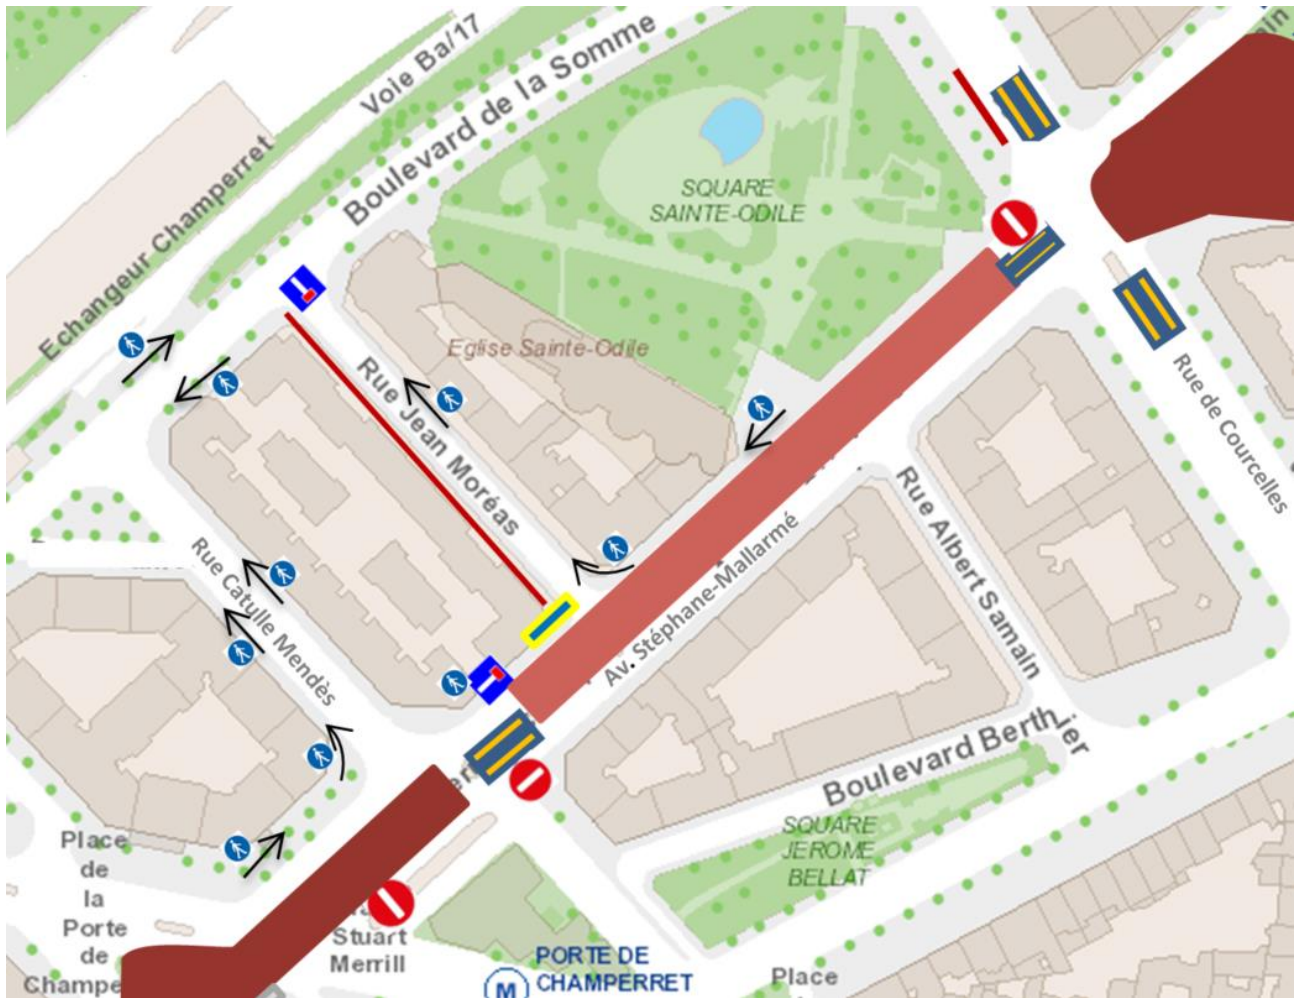 Voie Ba/17
Boulevard de la Somme
Echangeur Champerret
SQUARE
SAINTE-ODILE
Eglise Sainte-Odile
Rue Jean Moréas
Rue de Courcelles
Rue Catulle Mendès
Av. Stéphane-Mallarmé
Rue Albert Samain
Boulevard Berthier
SQUARE
JEROME
BELLAT
Place
de
la
Porte
de
Champe
Stuart
Merrill
M
PORTE DE
CHAMPERRET
Place